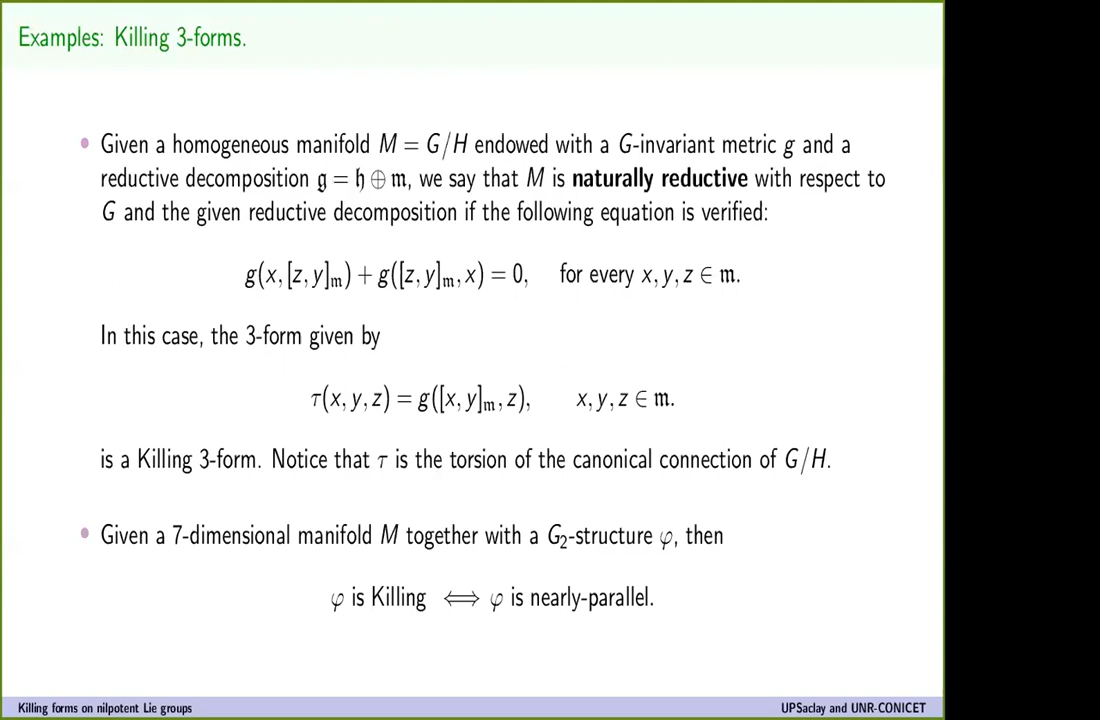 Examples: Killing 3-forms.
• Given a homogeneous manifold M = G/H endowed with a G-invariant metric g and a
reductive decomposition 𝔤 = 𝔥 ⊕ 𝔪, we say that M is naturally reductive with respect to
G and the given reductive decomposition if the following equation is verified:
g(x, [z, y]𝔪) + g([z, y]𝔪, x) = 0, for every x, y, z ∈ 𝔪.
In this case, the 3-form given by
τ(x, y, z) = g([x, y]𝔪, z), x, y, z ∈ 𝔪.
is a Killing 3-form. Notice that τ is the torsion of the canonical connection of G/H.
• Given a 7-dimensional manifold M together with a G₂-structure φ, then
φ is Killing ⟺ φ is nearly-parallel.
Killing forms on nilpotent Lie groups UPSaclay and UNR-CONICET